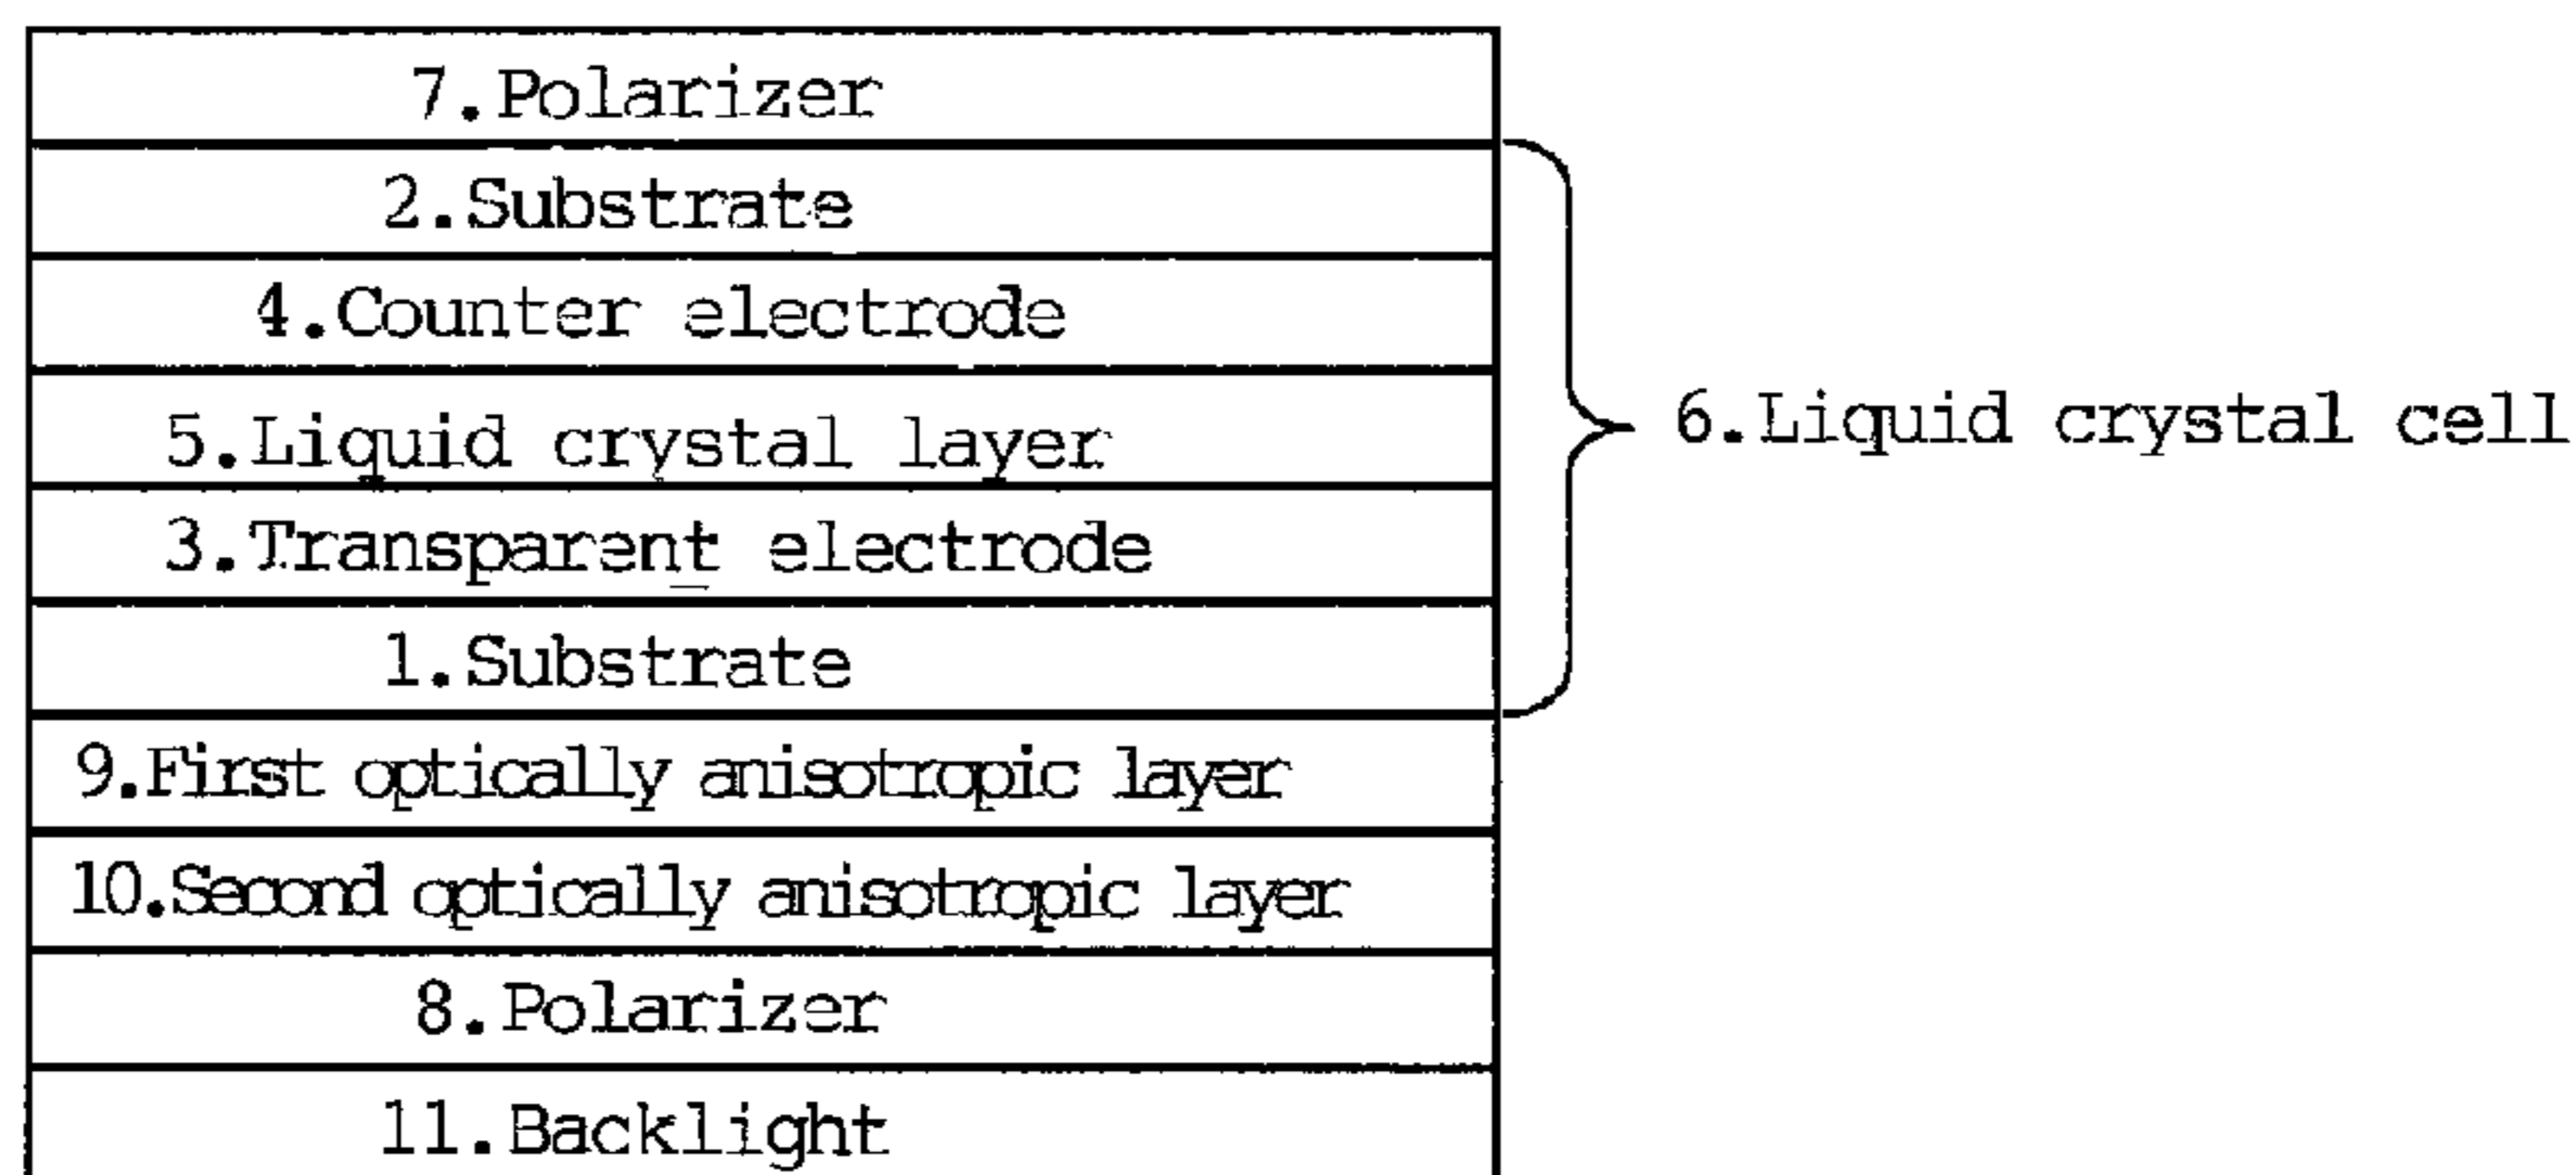 7.Polarizer
2.Substrate
4.Counter electrode
5.Liquid crystal layer
6.Liquid crystal cell
3.Transparent electrode
1.Substrate
9.First optically anisotropic layer
10.Second optically anisotropic layer
8.Polarizer
11.Backlight